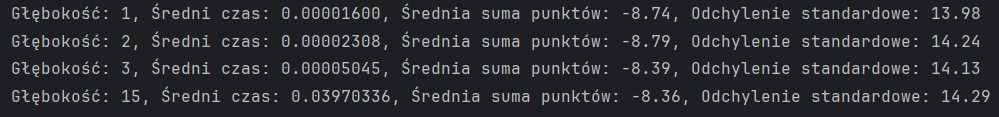 Głębokość: 1, Średni czas: 0.00001600, Średnia suma punktów: -8.74, Odchylenie standardowe: 13.98
Głębokość: 2, Średni czas: 0.00002308, Średnia suma punktów: -8.79, Odchylenie standardowe: 14.24
Głębokość: 3, Średni czas: 0.00005045, Średnia suma punktów: -8.39, Odchylenie standardowe: 14.13
Głębokość: 15, Średni czas: 0.03970336, Średnia suma punktów: -8.36, Odchylenie standardowe: 14.29